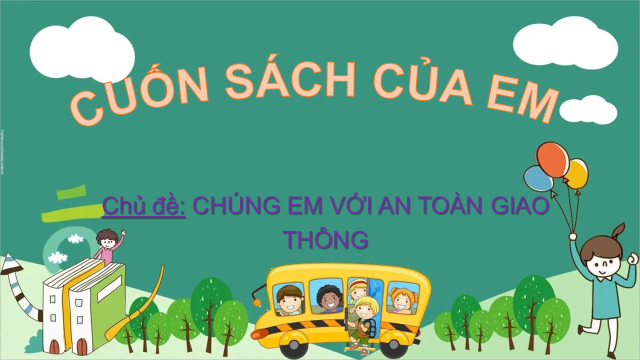 CUỐN SÁCH CỦA EM
Chủ đề: CHÚNG EM VỚI AN TOÀN GIAO
THÔNG